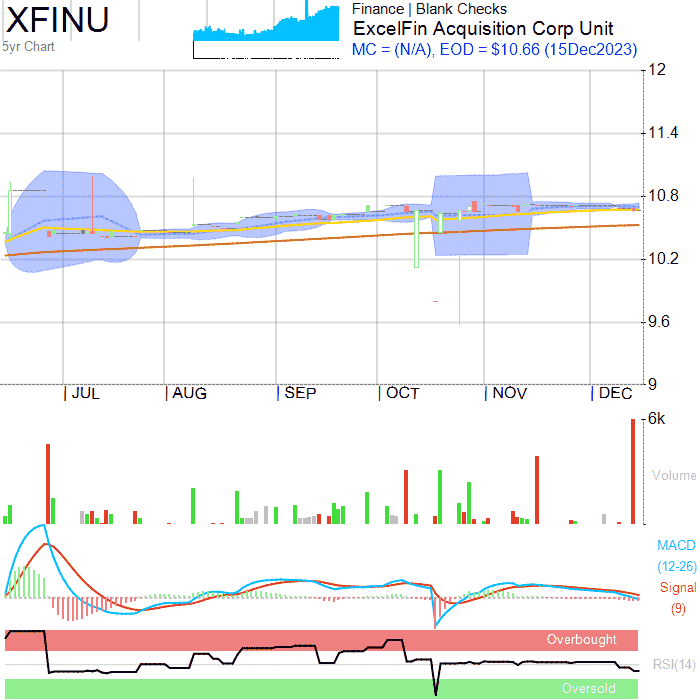 XFINU
5yr Chart
Finance | Blank Checks
ExcelFin Acquisition Corp Unit
MC = (N/A), EOD = $10.66 (15Dec2023)
12
11.4
10.8
10.2
9.6
9
JUL AUG SEP OCT NOV DEC
6k
Volume
MACD
(12-26)
Signal
(9)
Overbought
RSI(14)
Oversold